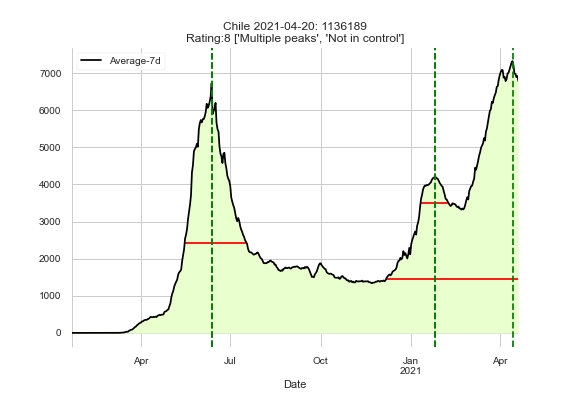 Chile 2021-04-20: 1136189
Rating:8 ['Multiple peaks', 'Not in control']
Average-7d
7000
6000
5000
4000
3000
2000
1000
0
Apr
Jul
Oct
Jan
2021
Apr
Date